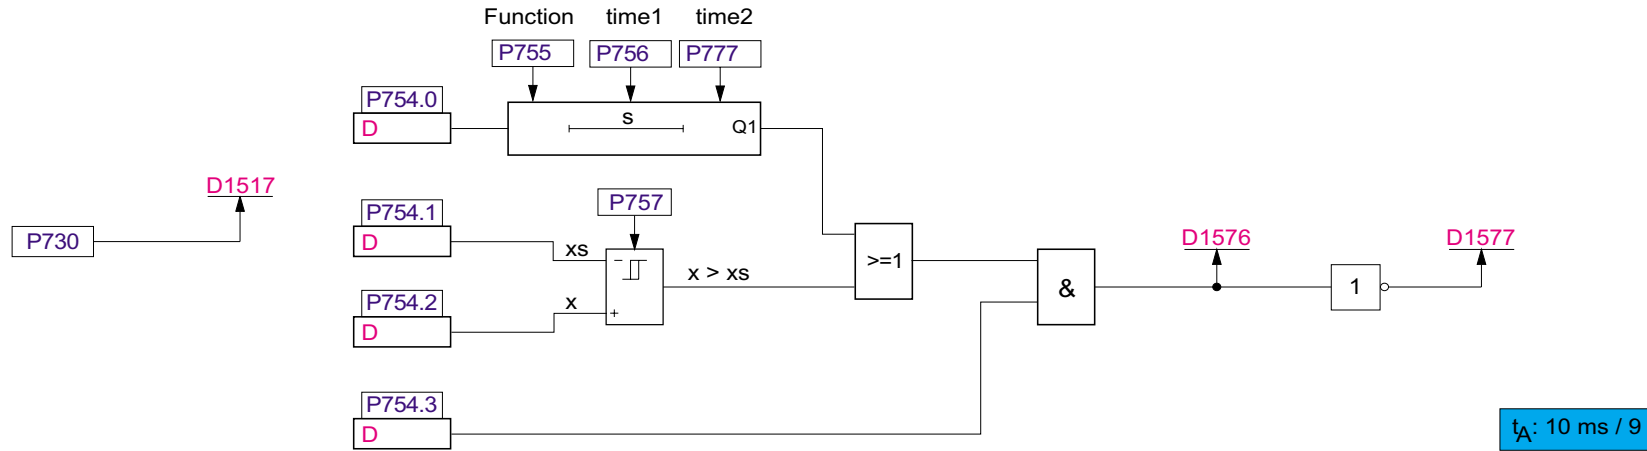 Function time1 time2
P755 P756 P777
P754.0
D
s
Q1
D1517
P730
P754.1
D
xs
P757
-
x > xs
P754.2
D
x
+
>=1
&
D1576
1
D1577
P754.3
D
tA: 10 ms / 9